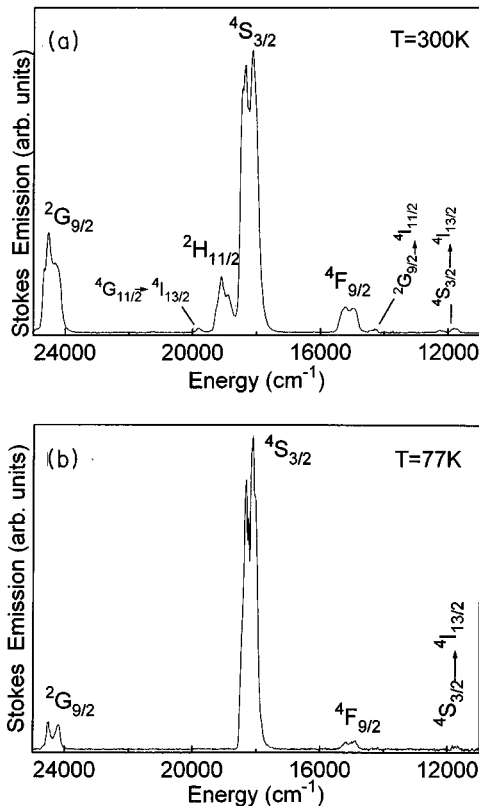 (a)
⁴S₃/₂
T=300K
Stokes Emission (arb. units)
²G₉/₂
⁴G₁₁/₂→⁴I₁₃/₂
²H₁₁/₂
⁴F₉/₂
²G₉/₂→⁴I₁₁/₂
⁴S₃/₂→⁴I₁₃/₂
24000 20000 16000 12000
Energy (cm⁻¹)
(b)
⁴S₃/₂
T=77K
Stokes Emission (arb. units)
²G₉/₂
⁴F₉/₂
⁴S₃/₂→⁴I₁₃/₂
24000 20000 16000 12000
Energy (cm⁻¹)